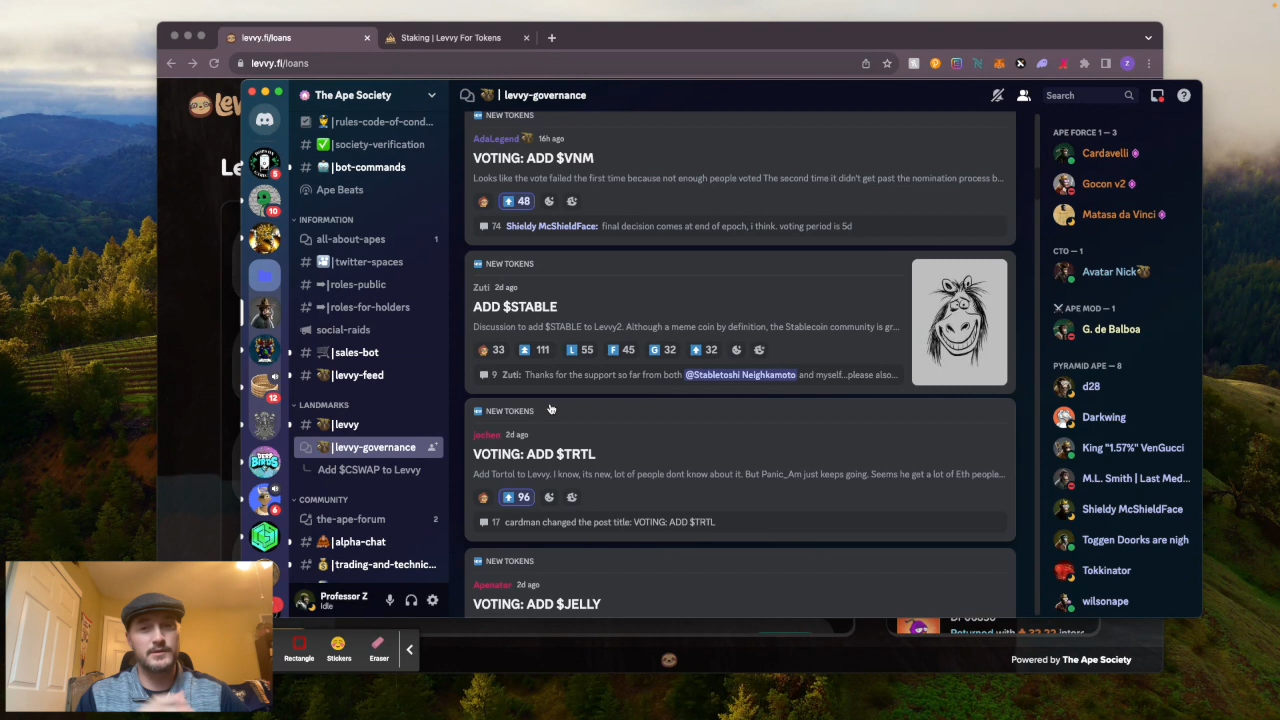 levvy.fi/loans
Staking | Levvy For Tokens
levvy.fi/loans
Z
lev
Le
The Ape Society
|rules-code-of-cond...
|society-verification
|bot-commands
Ape Beats
INFORMATION
all-about-apes
1
|twitter-spaces
|roles-public
|roles-for-holders
social-raids
|sales-bot
|levvy-feed
LANDMARKS
|levvy
|levvy-governance
Add $CSWAP to Levvy
COMMUNITY
the-ape-forum
2
|alpha-chat
|trading-and-technic...
5
10
12
6
Professor Z
Idle
| levvy-governance
Search
NEW TOKENS
AdaLegend 16h ago
VOTING: ADD $VNM
Looks like the vote failed the first time because not enough people voted The second time it didn't get past the nomination process b...
48
74 Shieldy McShieldFace: final decision comes at end of epoch, i think. voting period is 5d
NEW TOKENS
Zuti 2d ago
ADD $STABLE
Discussion to add $STABLE to Levvy2. Although a meme coin by definition, the Stablecoin community is gr...
33 111 L 55 F 45 G 32 32
9 Zuti: Thanks for the support so far from both @Stabletoshi Neighkamoto and myself...please also...
NEW TOKENS
jochen 2d ago
VOTING: ADD $TRTL
Add Tortol to Levvy. I know, its new, lot of people dont know about it. But Panic_Am just keeps going. Seems he get a lot of Eth people...
96
17 cardman changed the post title: VOTING: ADD $TRTL
NEW TOKENS
Apenator 2d ago
VOTING: ADD $JELLY
APE FORCE 1 — 3
Cardavelli
Gocon v2
Matasa da Vinci
CTO — 1
Avatar Nick
APE MOD — 1
G. de Balboa
PYRAMID APE — 8
d28
Darkwing
King "1.57%" VenGucci
M.L. Smith | Last Med...
Shieldy McShieldFace
Toggen Doorks are nigh
Tokkinator
wilsonape
Rectangle
Stickers
Eraser
Returned with
Powered by The Ape Society